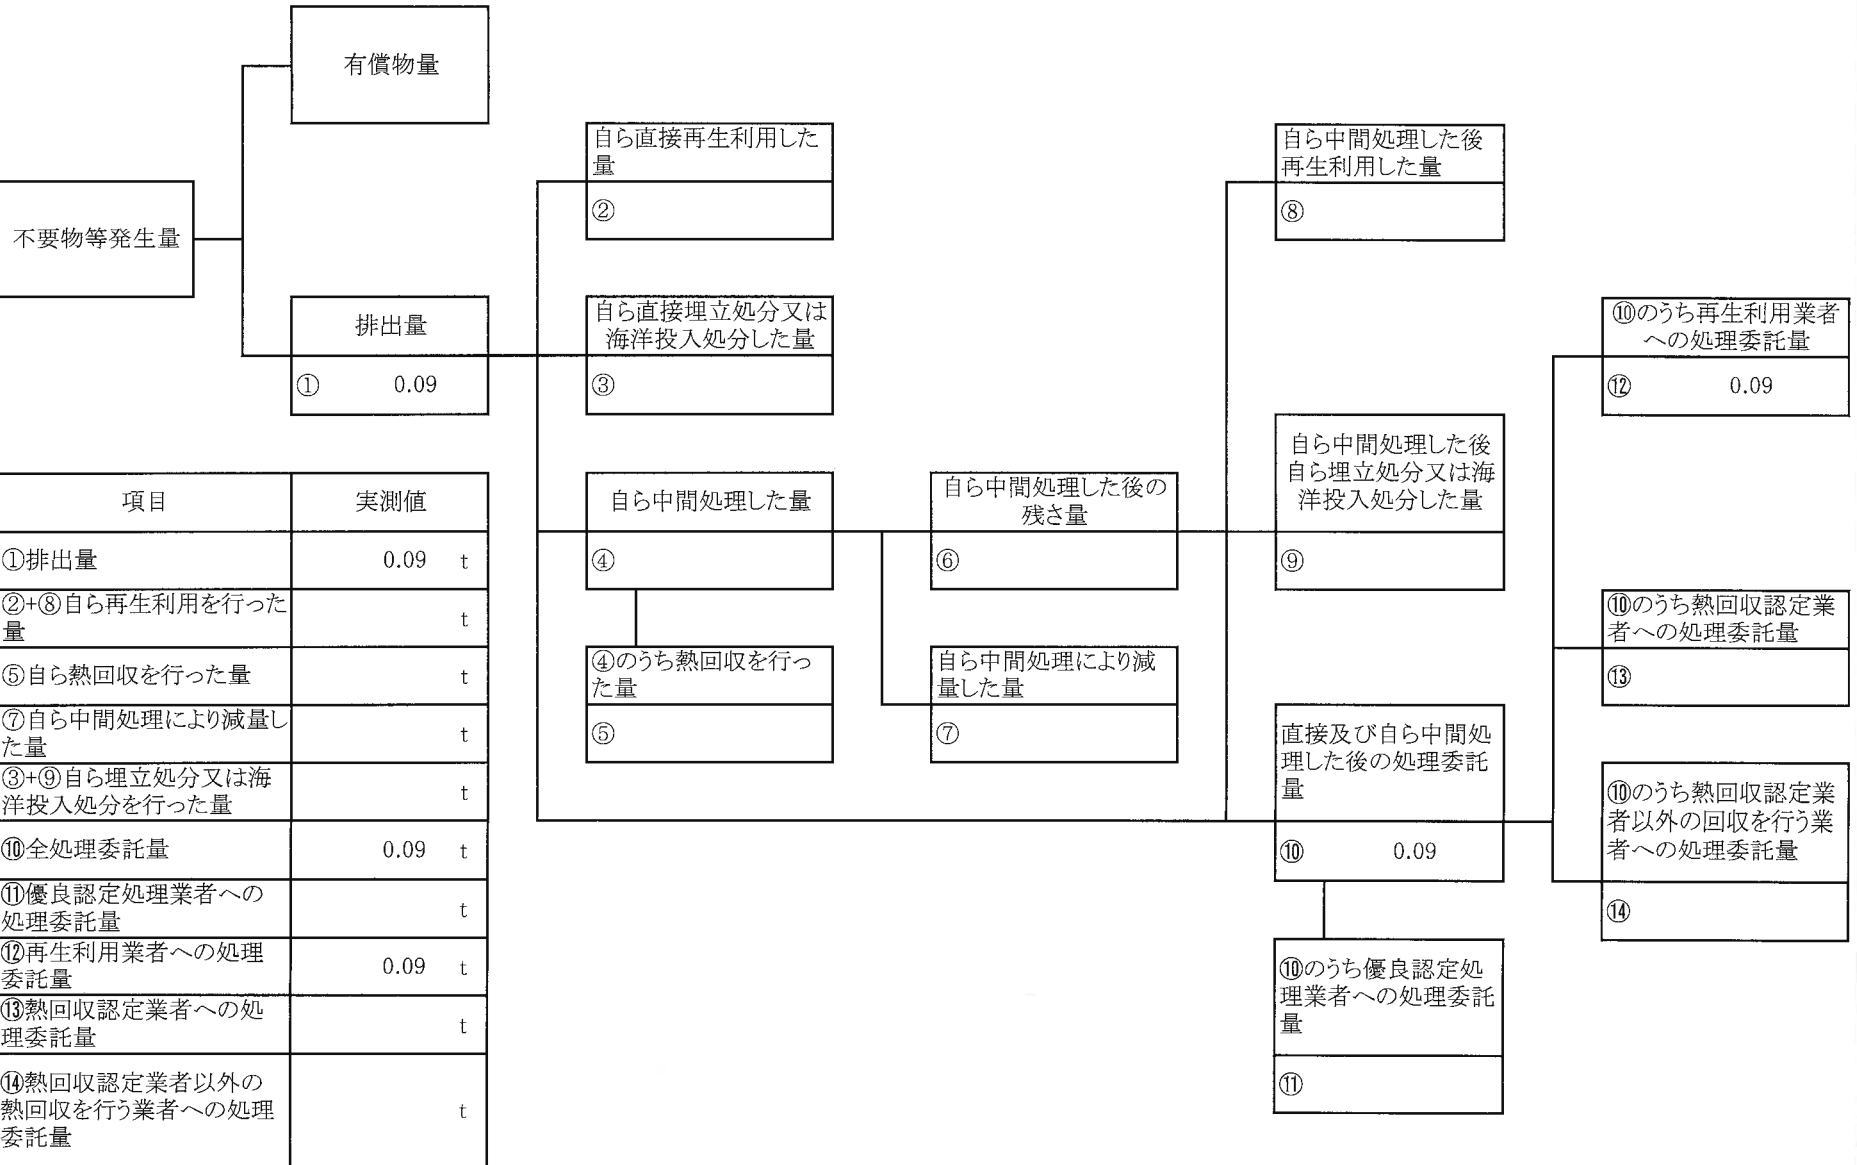 有償物量
不要物等発生量
排出量
① 0.09
自ら直接再生利用した
量
②
自ら直接埋立処分又は
海洋投入処分した量
③
自ら中間処理した量
④
④のうち熱回収を行っ
た量
⑤
自ら中間処理した後の
残さ量
⑥
自ら中間処理により減
量した量
⑦
自ら中間処理した後
再生利用した量
⑧
自ら中間処理した後
自ら埋立処分又は海
洋投入処分した量
⑨
直接及び自ら中間処
理した後の処理委託
量
⑩ 0.09
⑩のうち優良認定処
理業者への処理委託
量
⑪
⑩のうち再生利用業者
への処理委託量
⑫ 0.09
⑩のうち熱回収認定業
者への処理委託量
⑬
⑩のうち熱回収認定業
者以外の回収を行う業
者への処理委託量
⑭
項目 実測値
①排出量 0.09 t
②+⑧自ら再生利用を行った
量 t
⑤自ら熱回収を行った量 t
⑦自ら中間処理により減量し
た量 t
③+⑨自ら埋立処分又は海
洋投入処分を行った量 t
⑩全処理委託量 0.09 t
⑪優良認定処理業者への
処理委託量 t
⑫再生利用業者への処理
委託量 0.09 t
⑬熱回収認定業者への処
理委託量 t
⑭熱回収認定業者以外の
熱回収を行う業者への処理
委託量 t